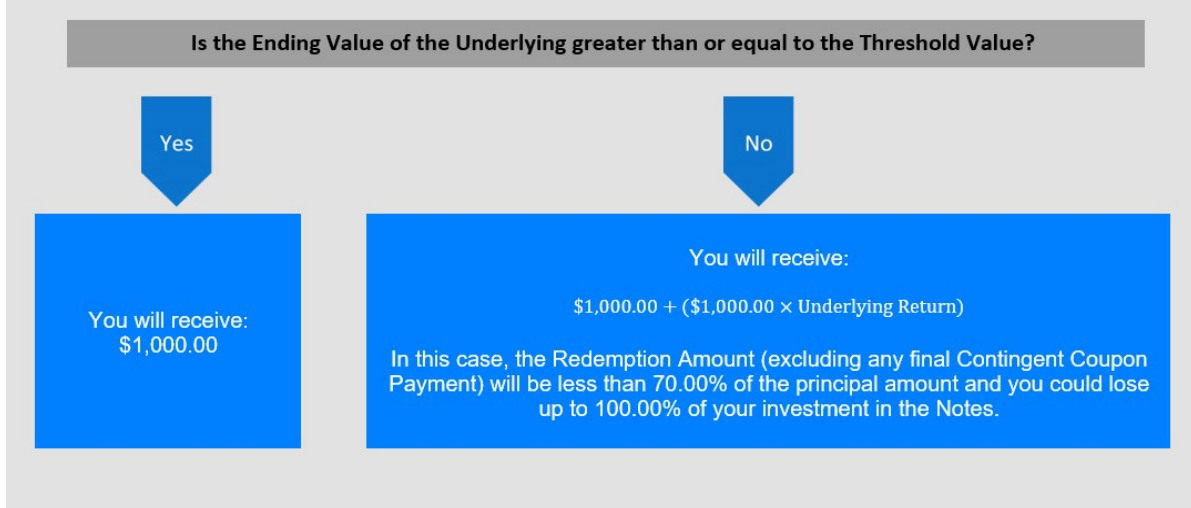 Is the Ending Value of the Underlying greater than or equal to the Threshold Value?
Yes
No
You will receive:
$1,000.00
You will receive:
$1,000.00 + ($1,000.00 × Underlying Return)
In this case, the Redemption Amount (excluding any final Contingent Coupon
Payment) will be less than 70.00% of the principal amount and you could lose
up to 100.00% of your investment in the Notes.